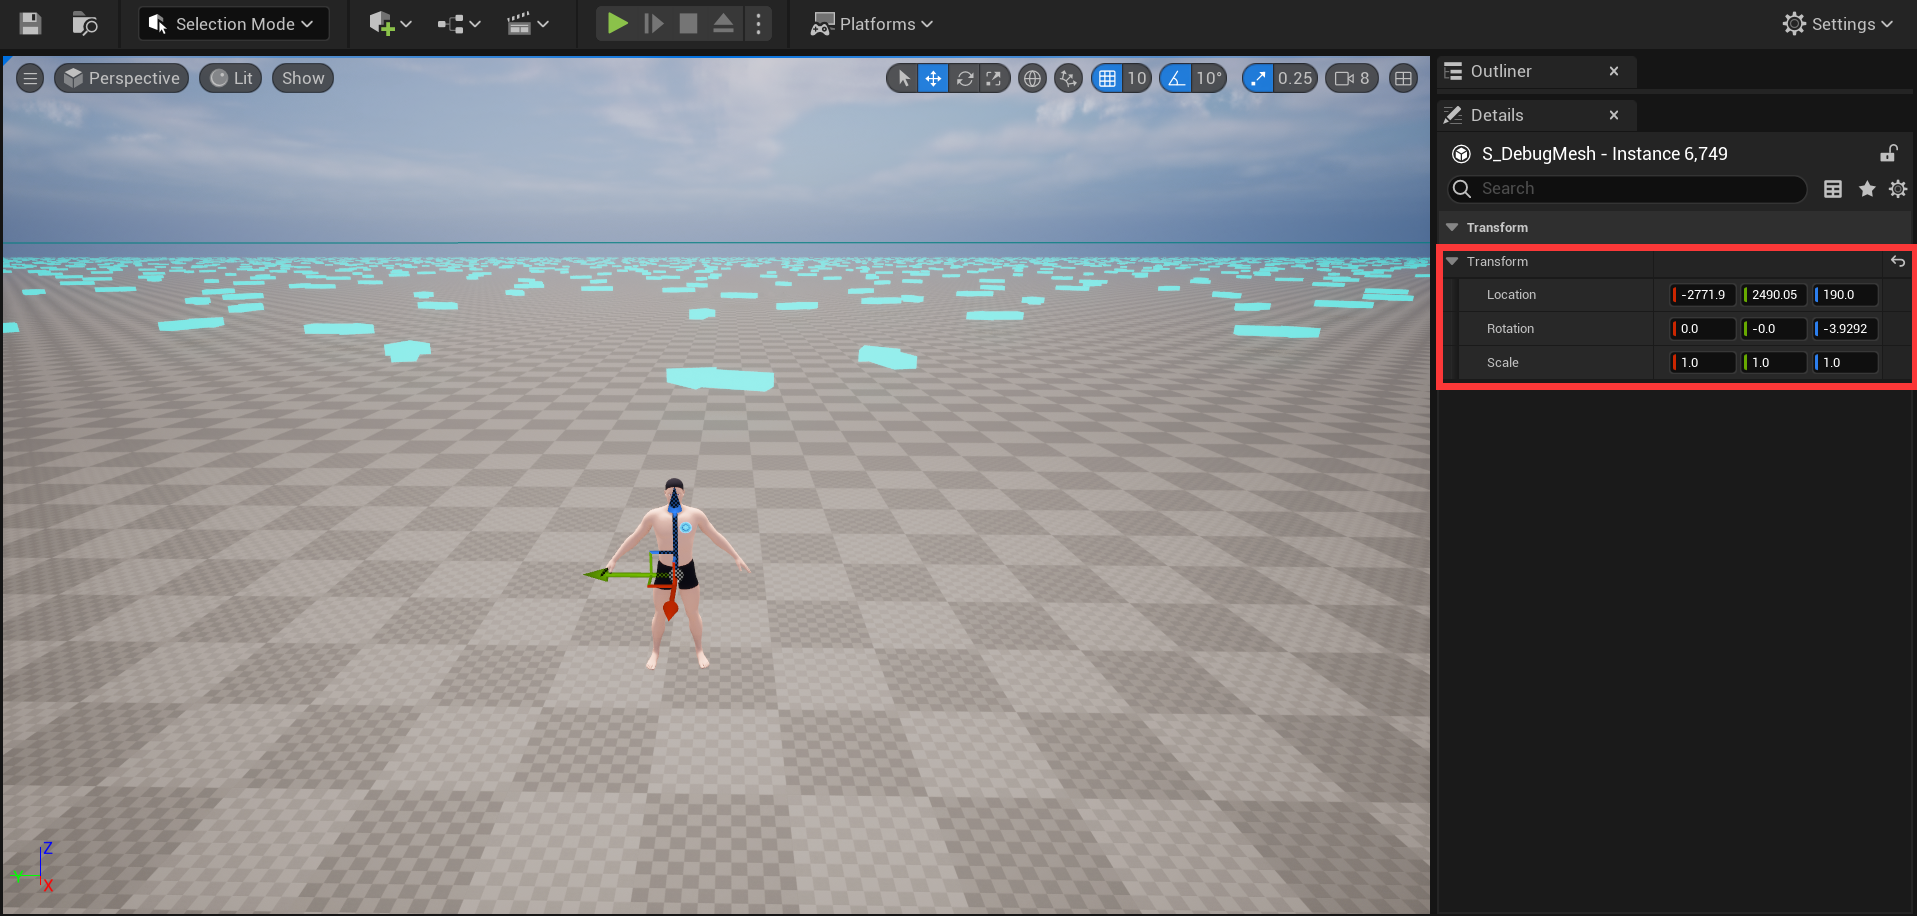 Selection Mode
Platforms
Settings
Perspective
Lit
Show
10
10°
0.25
8
Outliner
Details
S_DebugMesh - Instance 6,749
Search
Transform
Transform
Location -2771.9 2490.05 190.0
Rotation 0.0 -0.0 -3.9292
Scale 1.0 1.0 1.0
Z
Y
X